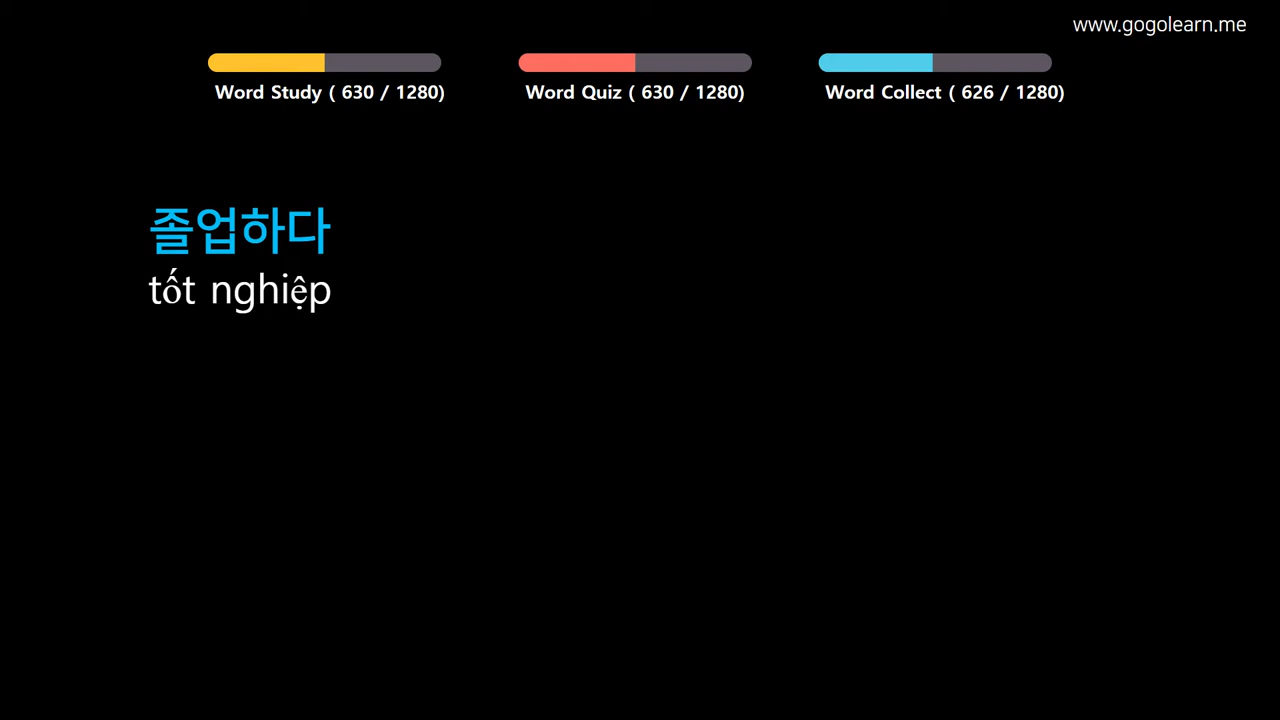 www.gogolearn.me
Word Study ( 630 / 1280)
Word Quiz ( 630 / 1280)
Word Collect ( 626 / 1280)
졸업하다
tốt nghiệp